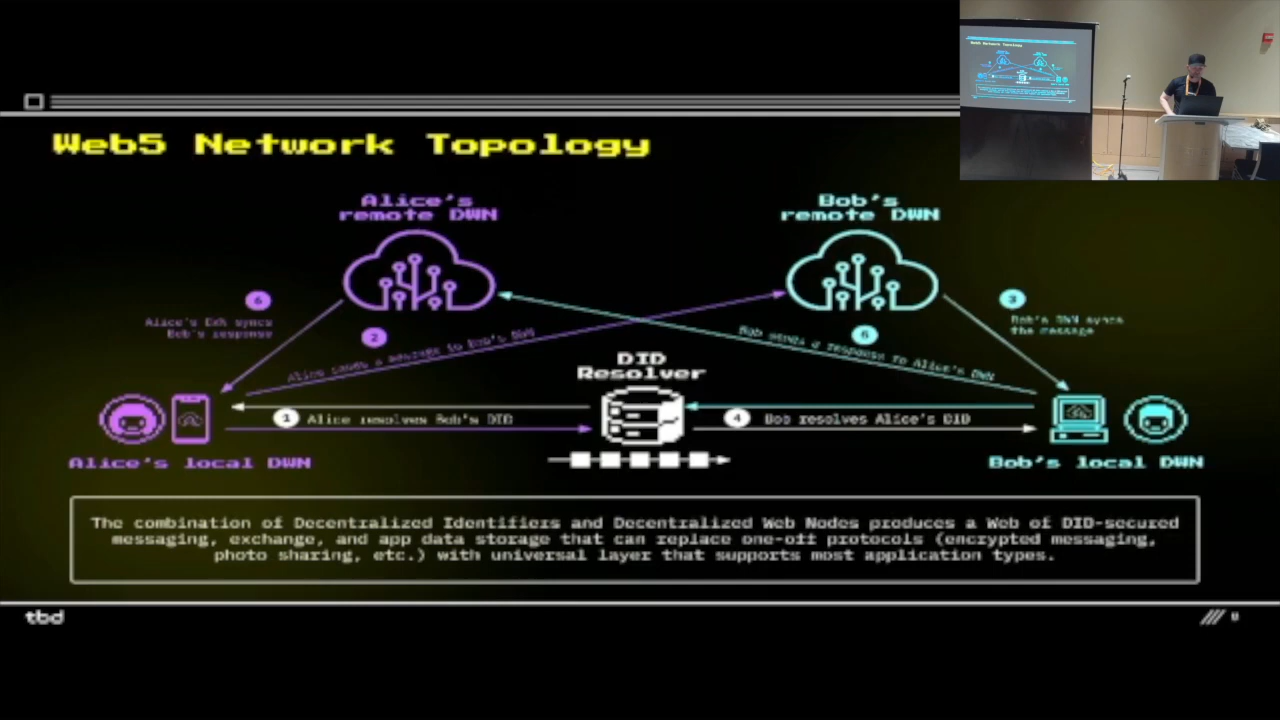 Web5 Network Topology
Alice's
remote DWN
Bob's
remote DWN
6
Alice's DWN syncs
Bob's response
2
Alice sends a message to Bob's DWN
3
Bob's DWN syncs
the message
Bob sends a response to Alice's DWN
DID
Resolver
1 Alice resolves Bob's DID
4 Bob resolves Alice's DID
Alice's local DWN
Bob's local DWN
The combination of Decentralized Identifiers and Decentralized Web Nodes produces a Web of DID-secured
messaging, exchange, and app data storage that can replace one-off protocols (encrypted messaging,
photo sharing, etc.) with universal layer that supports most application types.
tbd
///
Web5 Network Topology